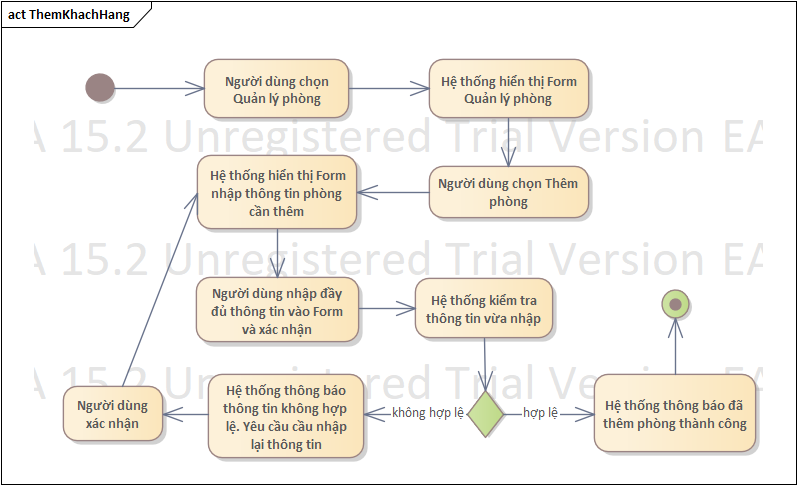 act ThemKhachHang
Người dùng chọn
Quản lý phòng
Hệ thống hiển thị Form
Quản lý phòng
EA 15.2 Unregistered Trial Version EA
Người dùng chọn Thêm
phòng
Hệ thống hiển thị Form
nhập thông tin phòng
cần thêm
EA 15.2 Unregistered Trial Version EA
Người dùng nhập đầy
đủ thông tin vào Form
và xác nhận
Hệ thống kiểm tra
thông tin vừa nhập
EA 15.2 Unregistered Trial Version EA
không hợp lệ
hợp lệ
Hệ thống thông báo
thông tin không hợp
lệ. Yêu cầu cầu nhập
lại thông tin
Người dùng
xác nhận
Hệ thống thông báo đã
thêm phòng thành công